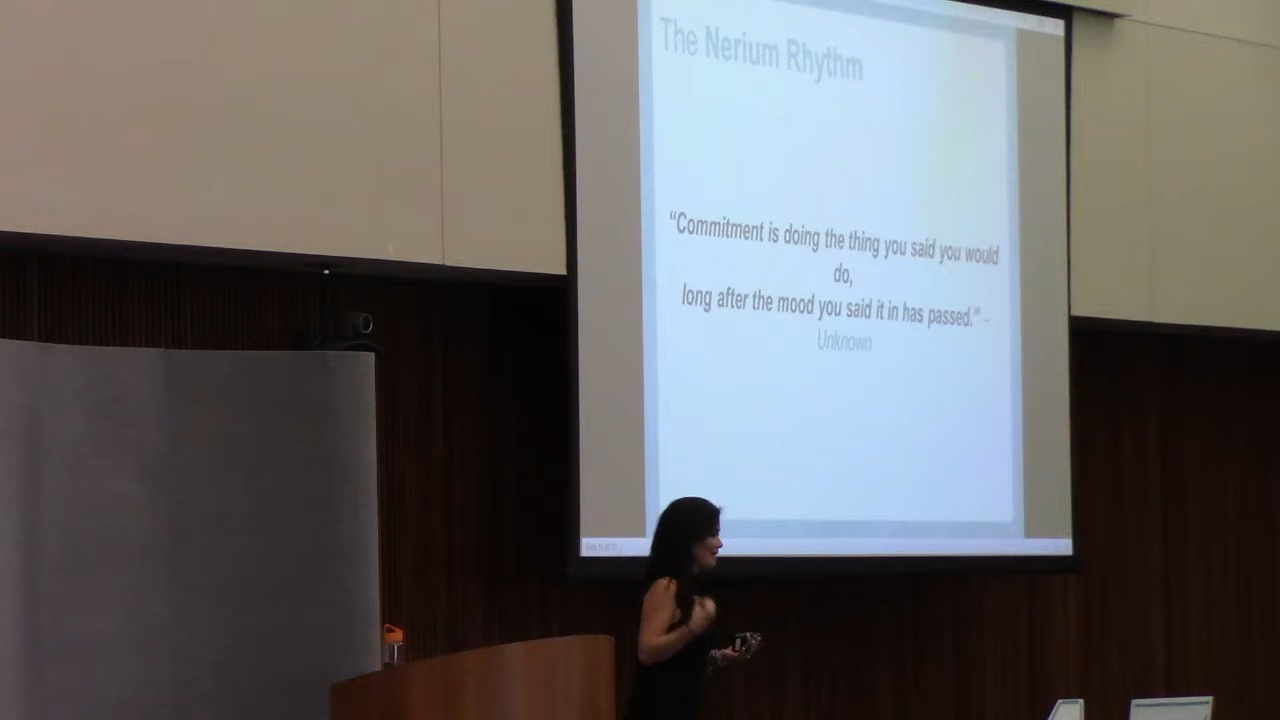 The Nerium Rhythm
“Commitment is doing the thing you said you would
do,
long after the mood you said it in has passed.” –
Unknown